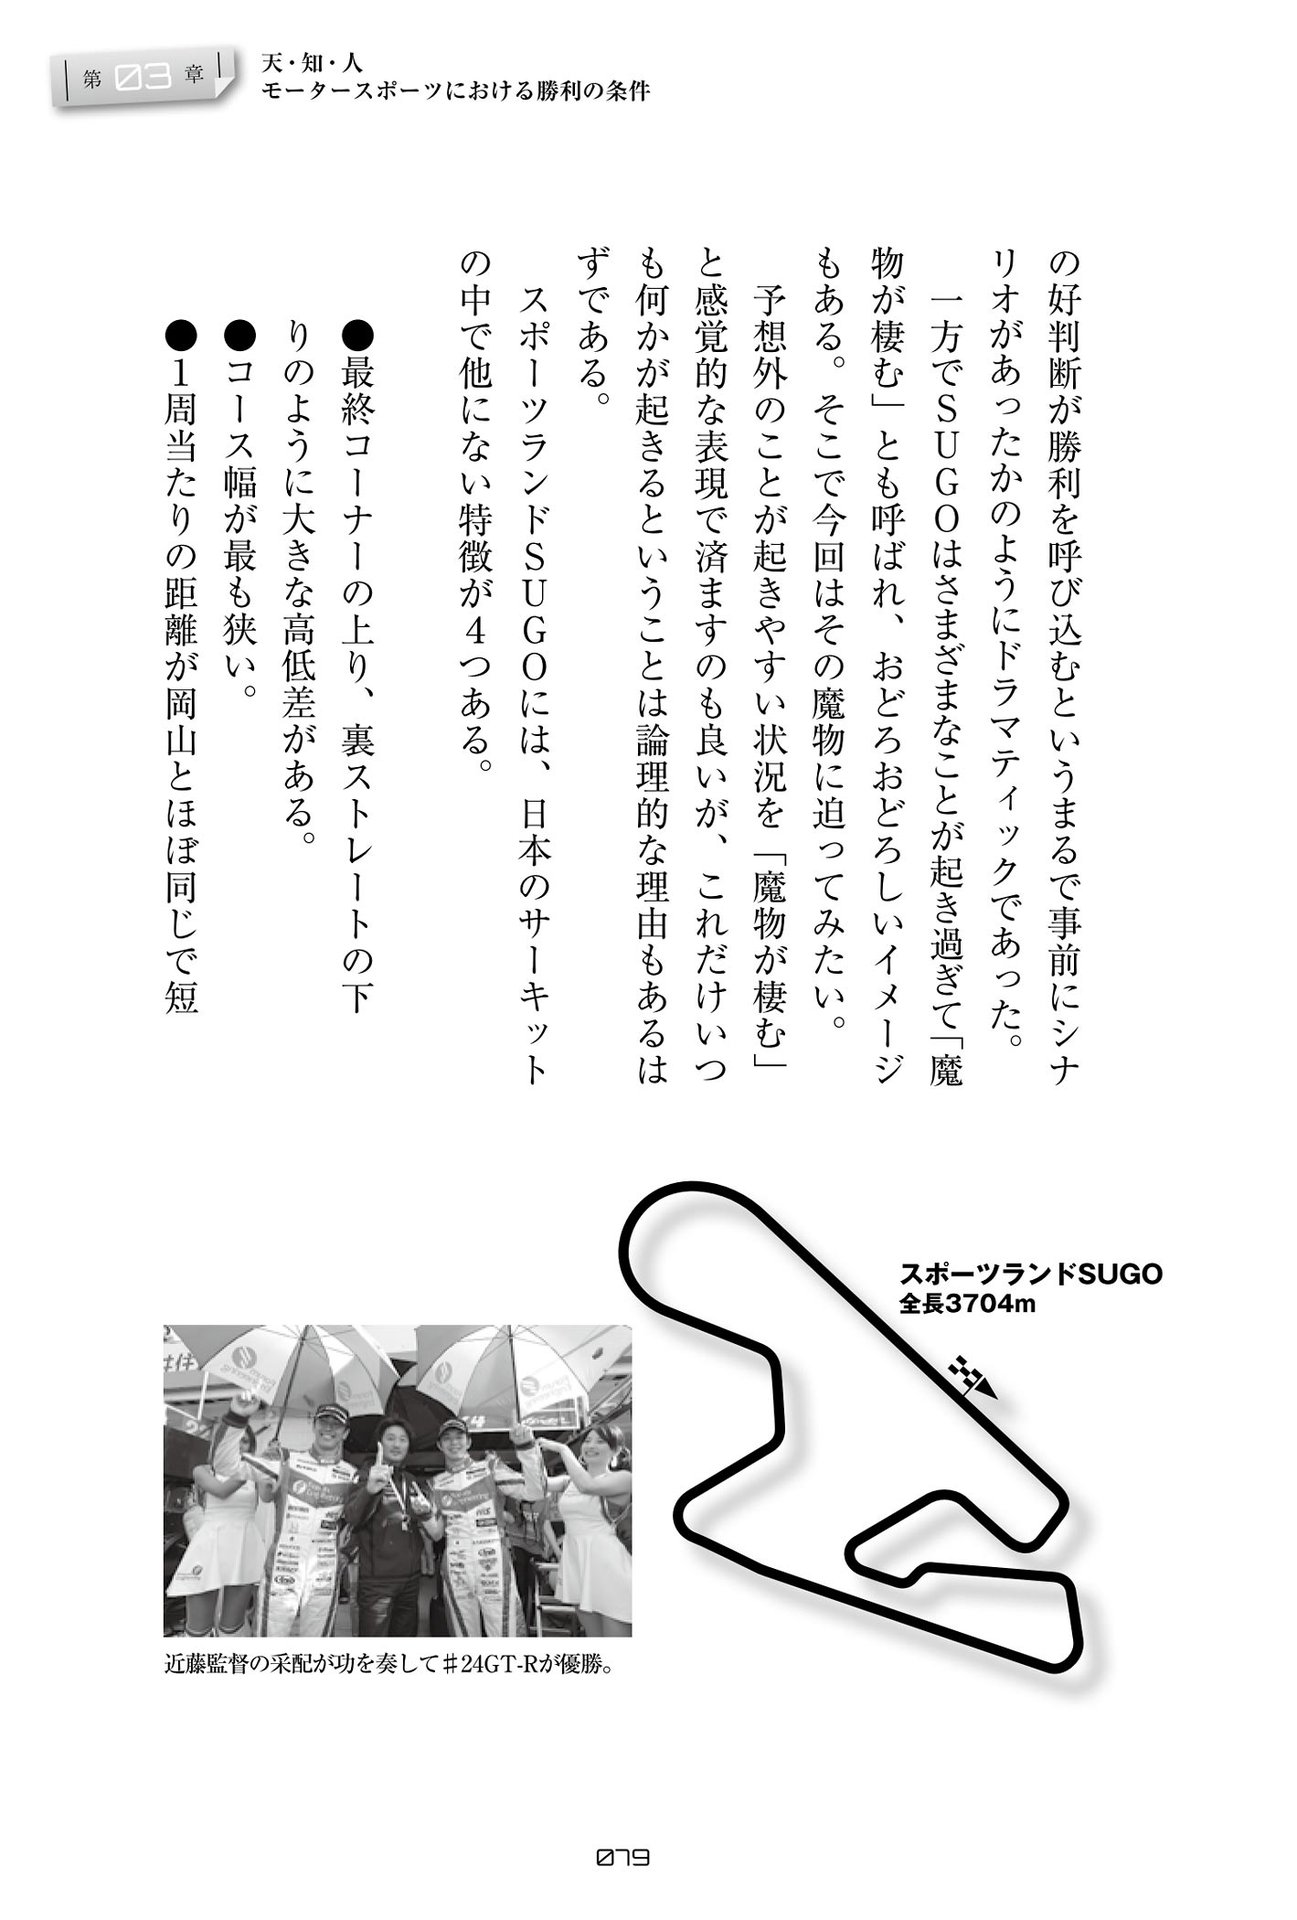 第03章
天・知・人
モータースポーツにおける勝利の条件
の好判断が勝利を呼び込むというまるで事前にシナ
リオがあったかのようにドラマティックであった。
一方でSUGOはさまざまなことが起き過ぎて「魔
物が棲む」とも呼ばれ、おどろおどろしいイメージ
もある。そこで今回はその魔物に迫ってみたい。
予想外のことが起きやすい状況を「魔物が棲む」
と感覚的な表現で済ますのも良いが、これだけいつ
も何かが起きるということは論理的な理由もあるは
ずである。
スポーツランドSUGOには、日本のサーキット
の中で他にない特徴が4つある。
●最終コーナーの上り、裏ストレートの下
りのように大きな高低差がある。
●コース幅が最も狭い。
●1周当たりの距離が岡山とほぼ同じで短
スポーツランドSUGO
全長3704m
近藤監督の采配が功を奏して♯24GT-Rが優勝。
079